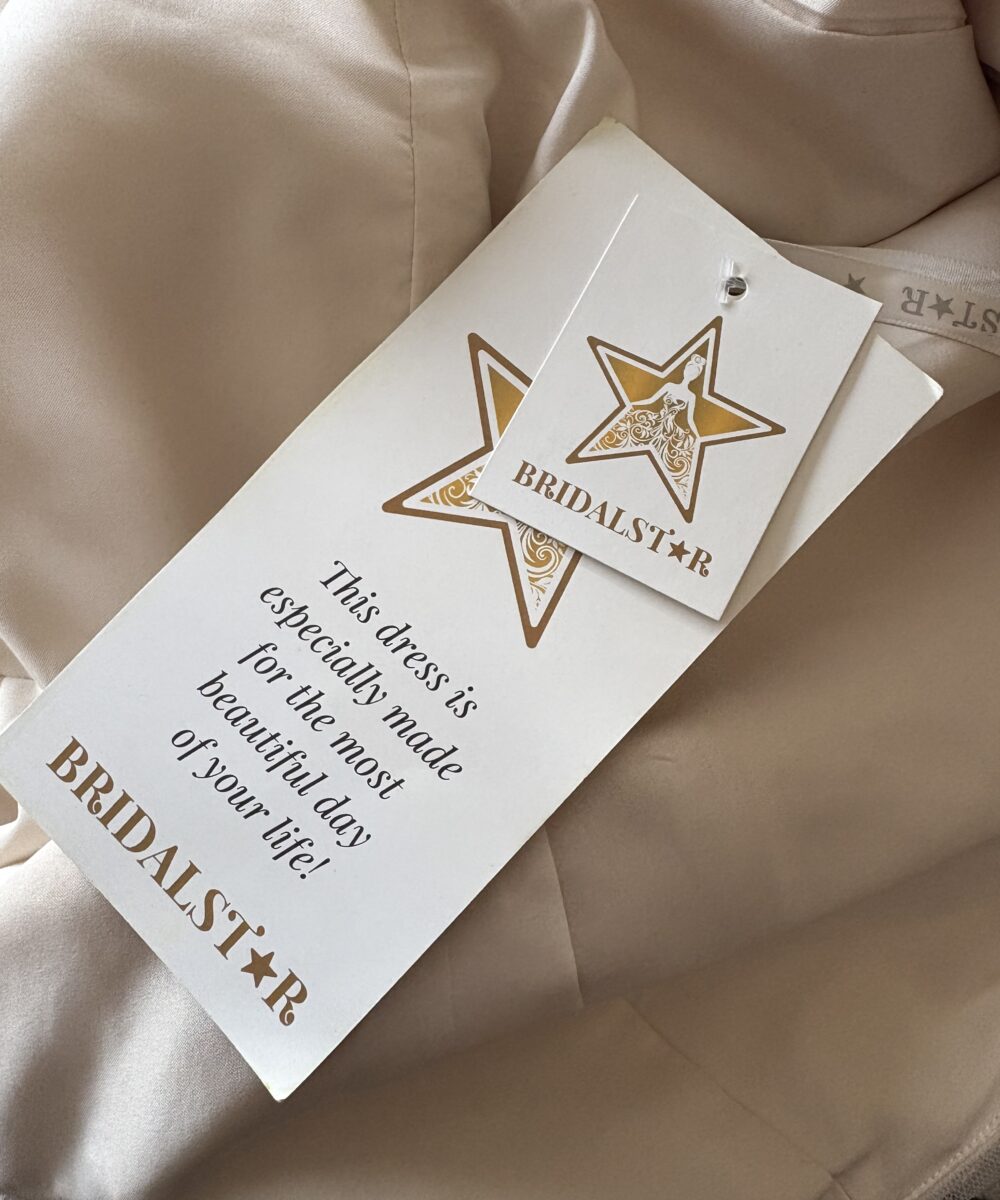 BRIDALST★R
This dress is
especially made
for the most
beautiful day
of your life!
BRIDALST★R
ST★R ★